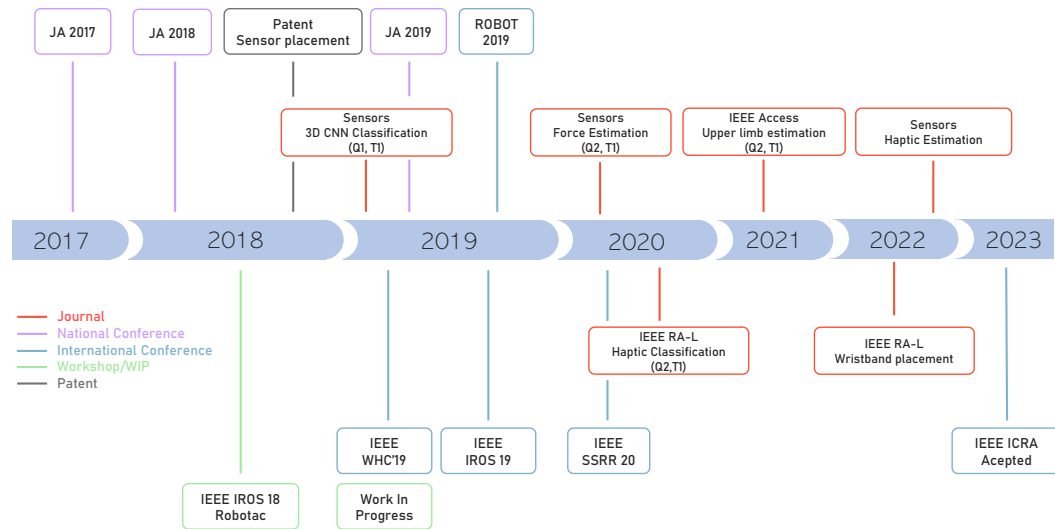 JA 2017
JA 2018
Patent
Sensor placement
JA 2019
ROBOT
2019
Sensors
3D CNN Classification
(Q1, T1)
Sensors
Force Estimation
(Q2, T1)
IEEE Access
Upper limb estimation
(Q2, T1)
Sensors
Haptic Estimation
2017
2018
2019
2020
2021
2022
2023
Journal
National Conference
International Conference
Workshop/WIP
Patent
IEEE RA-L
Haptic Classification
(Q2,T1)
IEEE RA-L
Wristband placement
IEEE
WHC'19
IEEE
IROS 19
IEEE
SSRR 20
IEEE ICRA
Acepted
IEEE IROS 18
Robotac
Work In
Progress